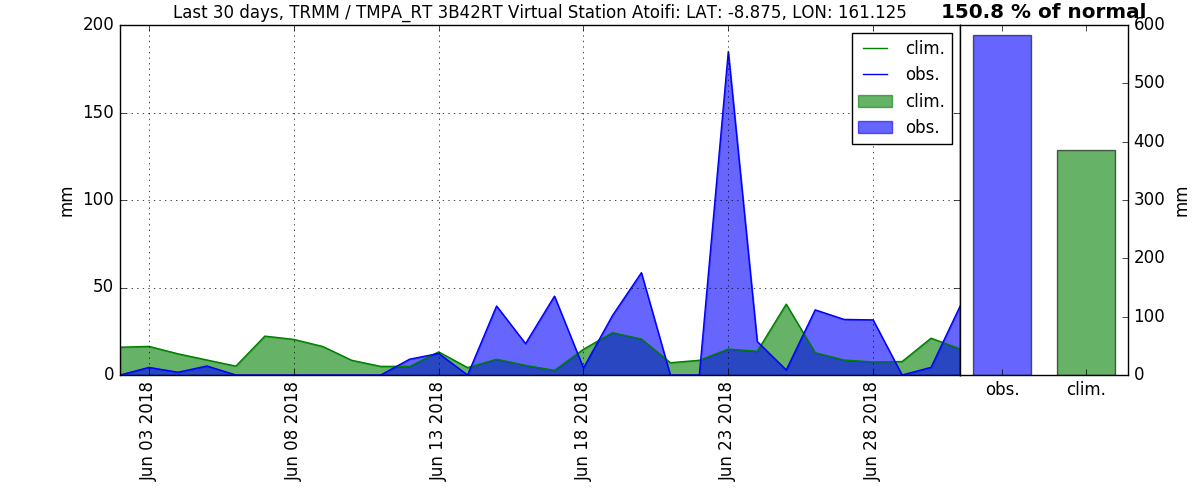 Last 30 days, TRMM / TMPA_RT 3B42RT Virtual Station Atoifi: LAT: -8.875, LON: 161.125
150.8 % of normal
200
150
100
50
0
mm
clim.
obs.
clim.
obs.
Jun 03 2018
Jun 08 2018
Jun 13 2018
Jun 18 2018
Jun 23 2018
Jun 28 2018
600
500
400
300
200
100
0
mm
obs.
clim.